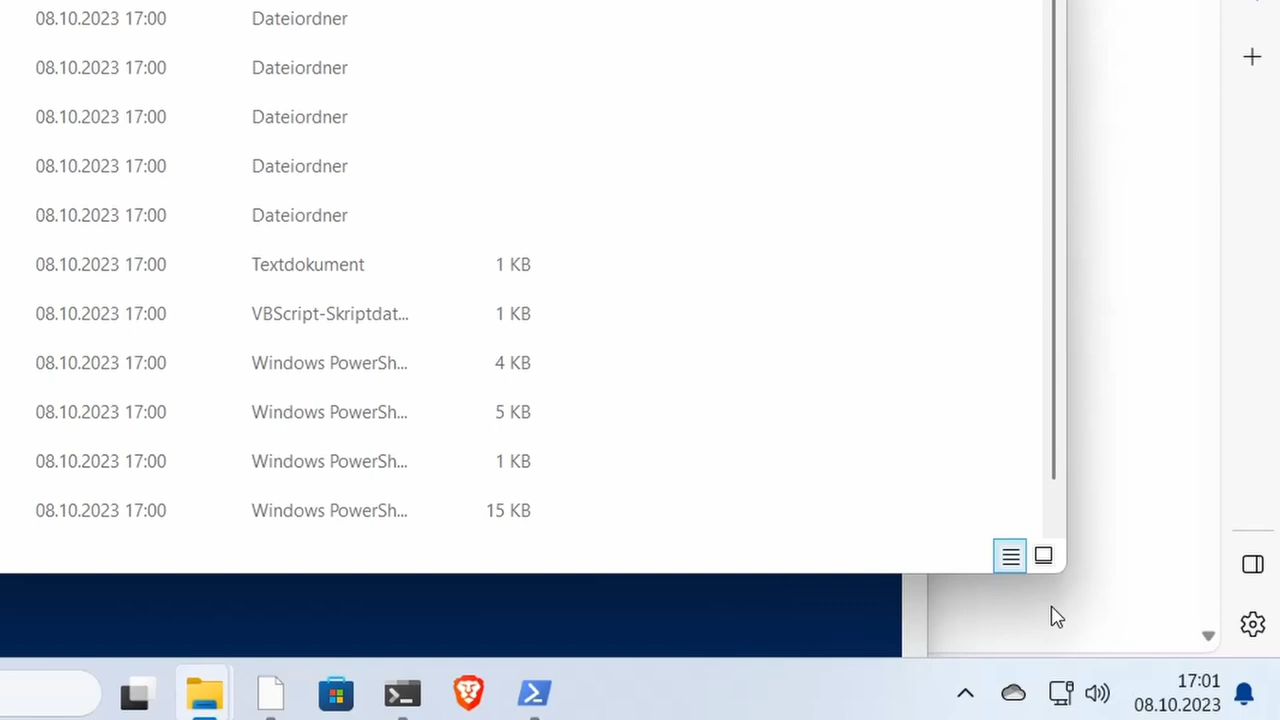 08.10.2023 17:00 Dateiordner
08.10.2023 17:00 Dateiordner
08.10.2023 17:00 Dateiordner
08.10.2023 17:00 Dateiordner
08.10.2023 17:00 Dateiordner
08.10.2023 17:00 Textdokument 1 KB
08.10.2023 17:00 VBScript-Skriptdat... 1 KB
08.10.2023 17:00 Windows PowerSh... 4 KB
08.10.2023 17:00 Windows PowerSh... 5 KB
08.10.2023 17:00 Windows PowerSh... 1 KB
08.10.2023 17:00 Windows PowerSh... 15 KB
17:01
08.10.2023